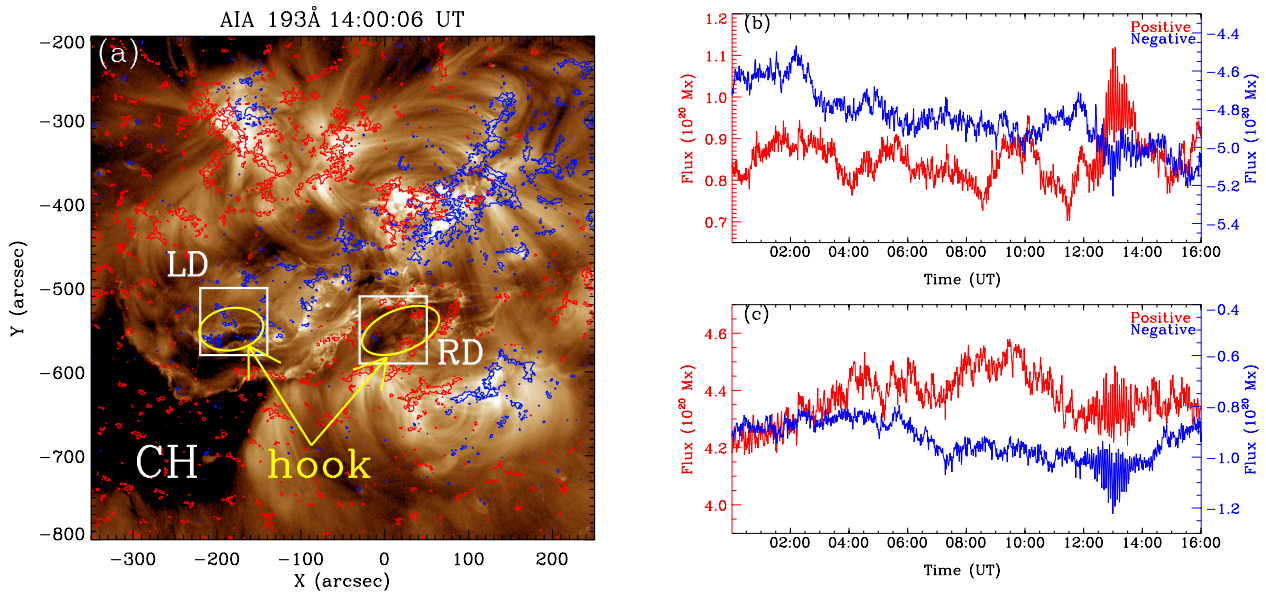 AIA 193Å 14:00:06 UT
(a)
LD
RD
CH
hook
-200
-300
-400
-500
-600
-700
-800
Y (arcsec)
-300
-200
-100
0
100
200
X (arcsec)
(b)
Positive
Negative
1.2
1.1
1.0
0.9
0.8
0.7
Flux (10²⁰ Mx)
-4.4
-4.6
-4.8
-5.0
-5.2
-5.4
Flux (10²⁰ Mx)
02:00
04:00
06:00
08:00
10:00
12:00
14:00
16:00
Time (UT)
(c)
Positive
Negative
4.6
4.4
4.2
4.0
Flux (10²⁰ Mx)
-0.4
-0.6
-0.8
-1.0
-1.2
Flux (10²⁰ Mx)
02:00
04:00
06:00
08:00
10:00
12:00
14:00
16:00
Time (UT)